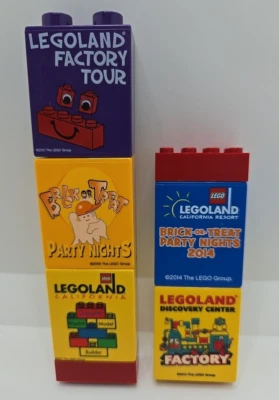 LEGOLAND®
FACTORY
TOUR
BRICK-OR-TREAT
PARTY NIGHTS
LEGO
LEGOLAND
CALIFORNIA
Model
Builder
LEGO
LEGOLAND
CALIFORNIA RESORT
BRICK-OR-TREAT
PARTY NIGHTS
2014
©2014 The LEGO Group.
LEGOLAND
DISCOVERY CENTER
FACTORY